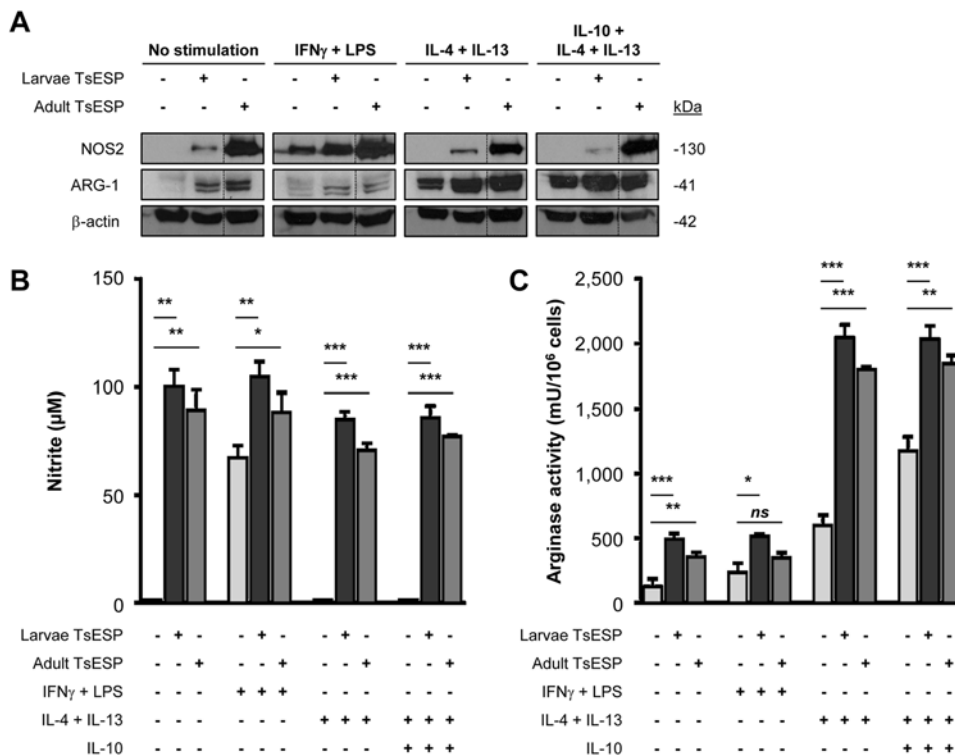 A
No stimulation IFNγ + LPS IL-4 + IL-13 IL-10 + IL-4 + IL-13
Larvae TsESP - + - - + - - + - - + -
Adult TsESP - - + - - + - - + - - + kDa
NOS2 -130
ARG-1 -41
β-actin -42
B
Nitrite (µM)
150
100
50
0
** ** ** * *** *** *** ***
Larvae TsESP - + - - + - - + - - + -
Adult TsESP - - + - - + - - + - - +
IFNγ + LPS - - - + + + - - - - - -
IL-4 + IL-13 - - - - - - + + + + + +
IL-10 - - - - - - - - - + + +
C
Arginase activity (mU/10⁶ cells)
2,500
2,000
1,500
1,000
500
0
*** ** * ns *** *** *** **
Larvae TsESP - + - - + - - + - - + -
Adult TsESP - - + - - + - - + - - +
IFNγ + LPS - - - + + + - - - - - -
IL-4 + IL-13 - - - - - - + + + + + +
IL-10 - - - - - - - - - + + +